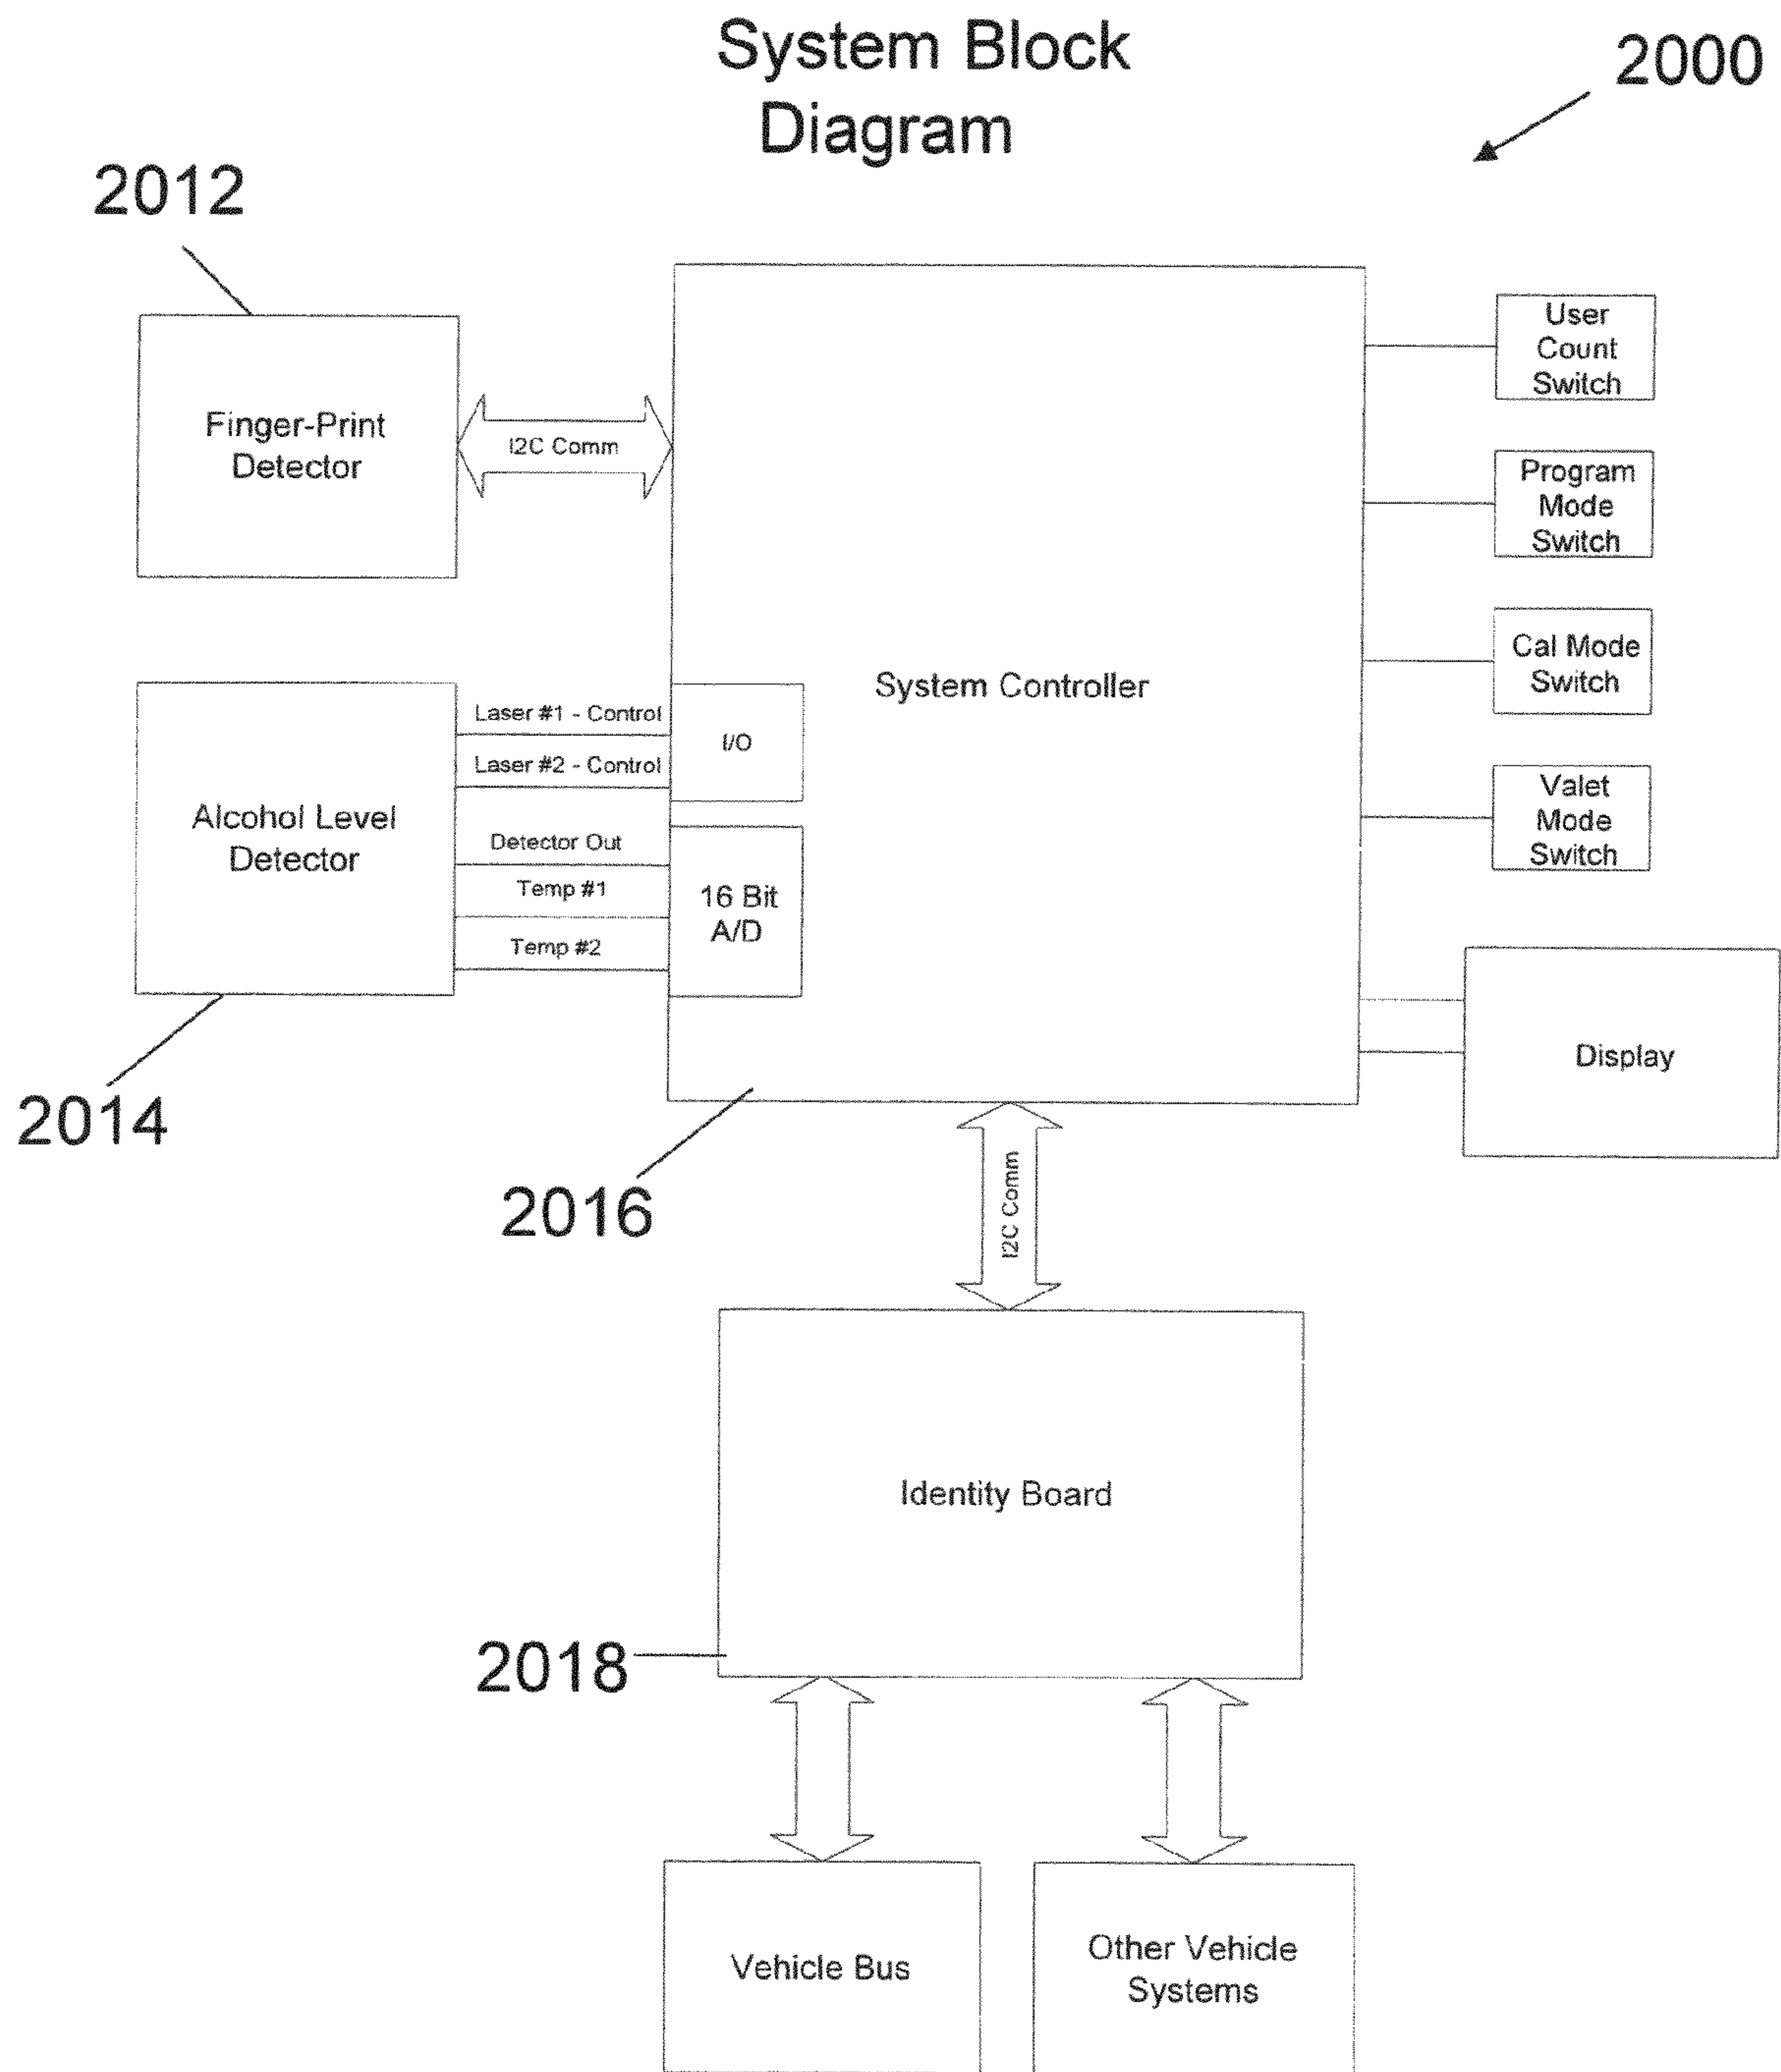 System Block
Diagram
2000
2012
Finger-Print
Detector
I2C Comm
System Controller
User
Count
Switch
Program
Mode
Switch
Cal Mode
Switch
Valet
Mode
Switch
Alcohol Level
Detector
Laser #1 - Control
Laser #2 - Control
Detector Out
Temp #1
Temp #2
I/O
16 Bit
A/D
Display
2014
2016
I2C Comm
Identity Board
2018
Vehicle Bus
Other Vehicle
Systems